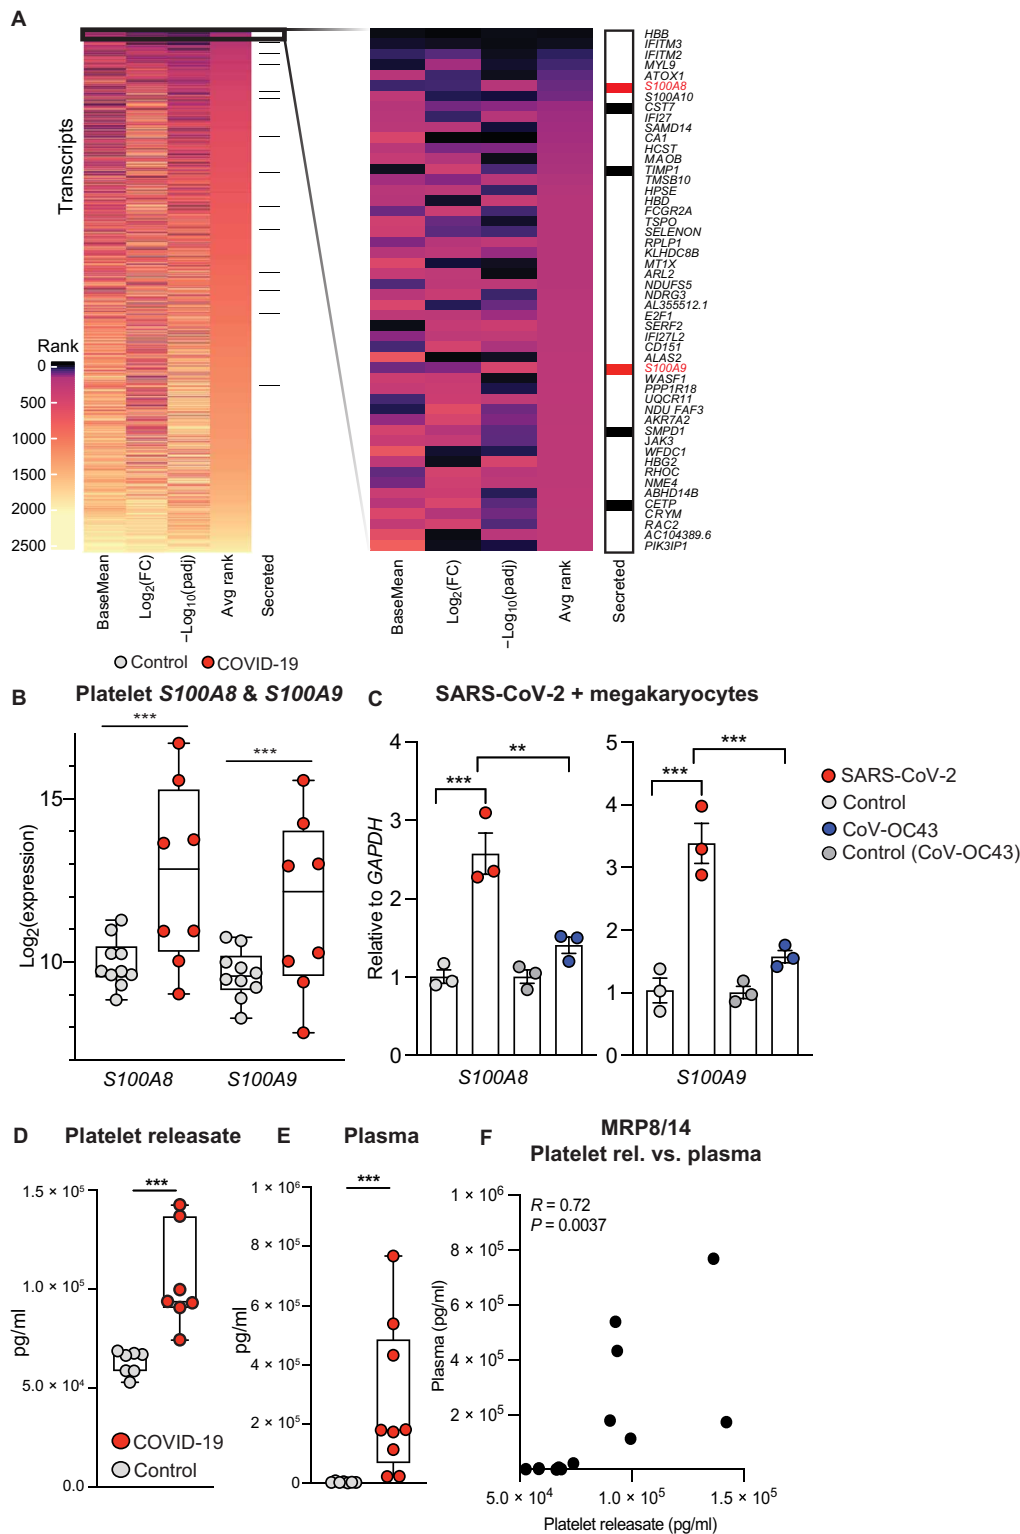 A
Transcripts
Rank
0
500
1000
1500
2000
2500
BaseMean
Log2(FC)
−Log10(padj)
Avg rank
Secreted
HBB
IFITM3
IFITM2
MYL9
ATOX1
S100A8
S100A10
CST7
IFI27
SAMD14
CA1
HCST
MAOB
TIMP1
TMSB10
HPSE
HBD
FCGR2A
TSPO
SELENON
RPLP1
KLHDC8B
MT1X
ARL2
NDUFS5
NDRG3
AL355512.1
E2F1
SERF2
IFI27L2
CD151
ALAS2
S100A9
WASF1
PPP1R18
UQCR11
NDU FAF3
AKR7A2
SMPD1
JAK3
WFDC1
HBG2
RHOC
NME4
ABHD14B
CETP
CRYM
RAC2
AC104389.6
PIK3IP1
BaseMean
Log2(FC)
−Log10(padj)
Avg rank
Secreted
Control COVID-19
B Platelet S100A8 & S100A9
***
***
15
10
Log2(expression)
S100A8 S100A9
C SARS-CoV-2 + megakaryocytes
4
3
2
1
0
Relative to GAPDH
***
**
S100A8
5
4
3
2
1
0
***
***
S100A9
SARS-CoV-2
Control
CoV-OC43
Control (CoV-OC43)
D Platelet releasate
***
1.5 × 10⁵
1.0 × 10⁵
5.0 × 10⁴
0.0
pg/ml
COVID-19
Control
E Plasma
***
1 × 10⁶
8 × 10⁵
6 × 10⁵
4 × 10⁵
2 × 10⁵
0
pg/ml
F MRP8/14
Platelet rel. vs. plasma
R = 0.72
P = 0.0037
1 × 10⁶
8 × 10⁵
6 × 10⁵
4 × 10⁵
2 × 10⁵
Plasma (pg/ml)
5.0 × 10⁴ 1.0 × 10⁵ 1.5 × 10⁵
Platelet releasate (pg/ml)